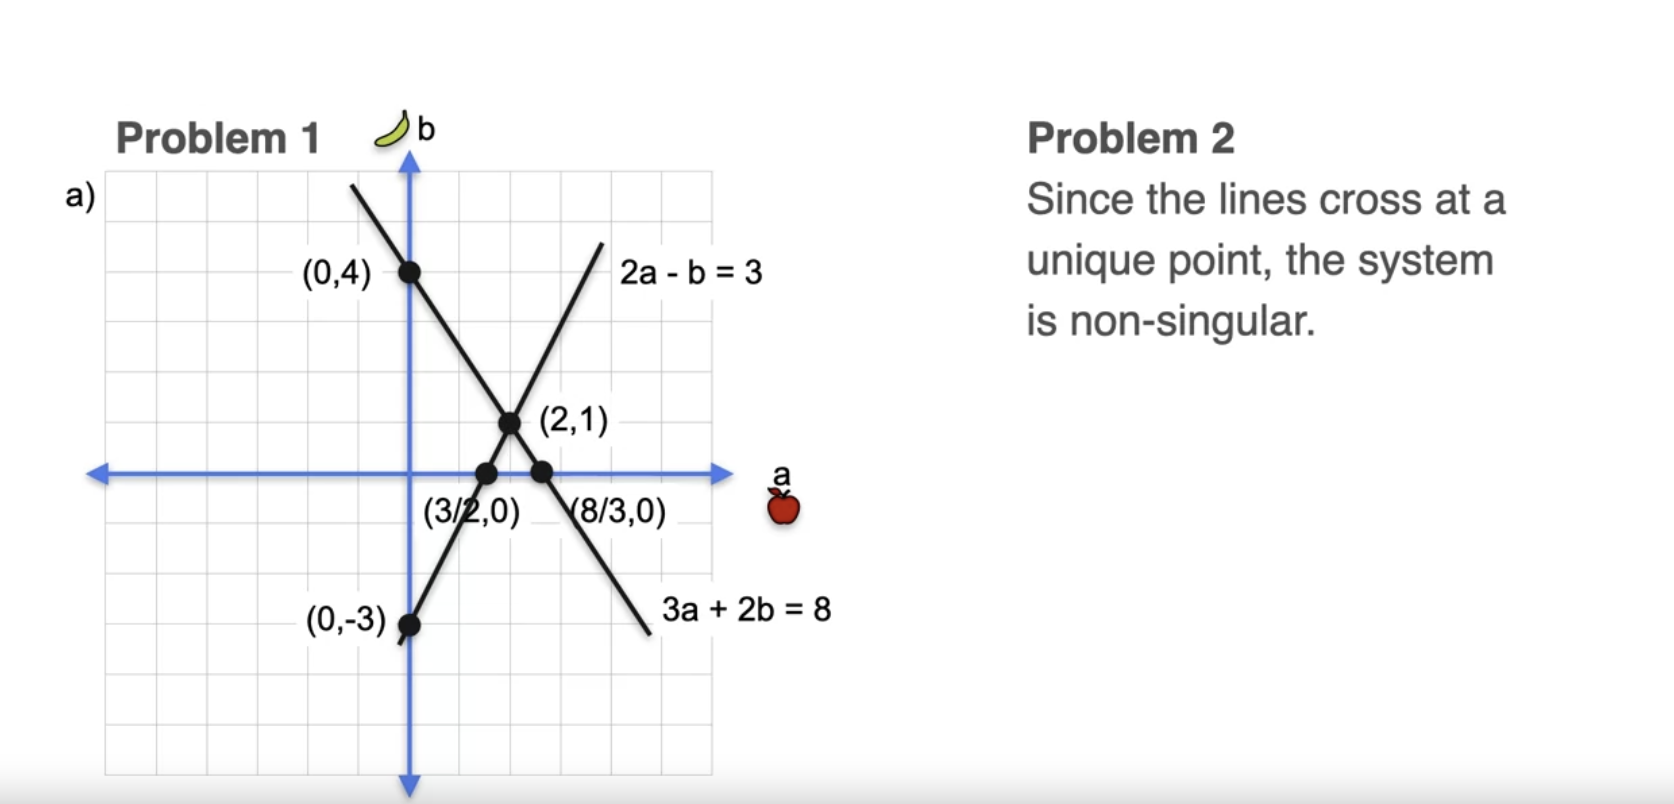 Problem 1
b
a)
(0,4)
2a - b = 3
(2,1)
a
(3/2,0)
(8/3,0)
(0,-3)
3a + 2b = 8
Problem 2
Since the lines cross at a
unique point, the system
is non-singular.